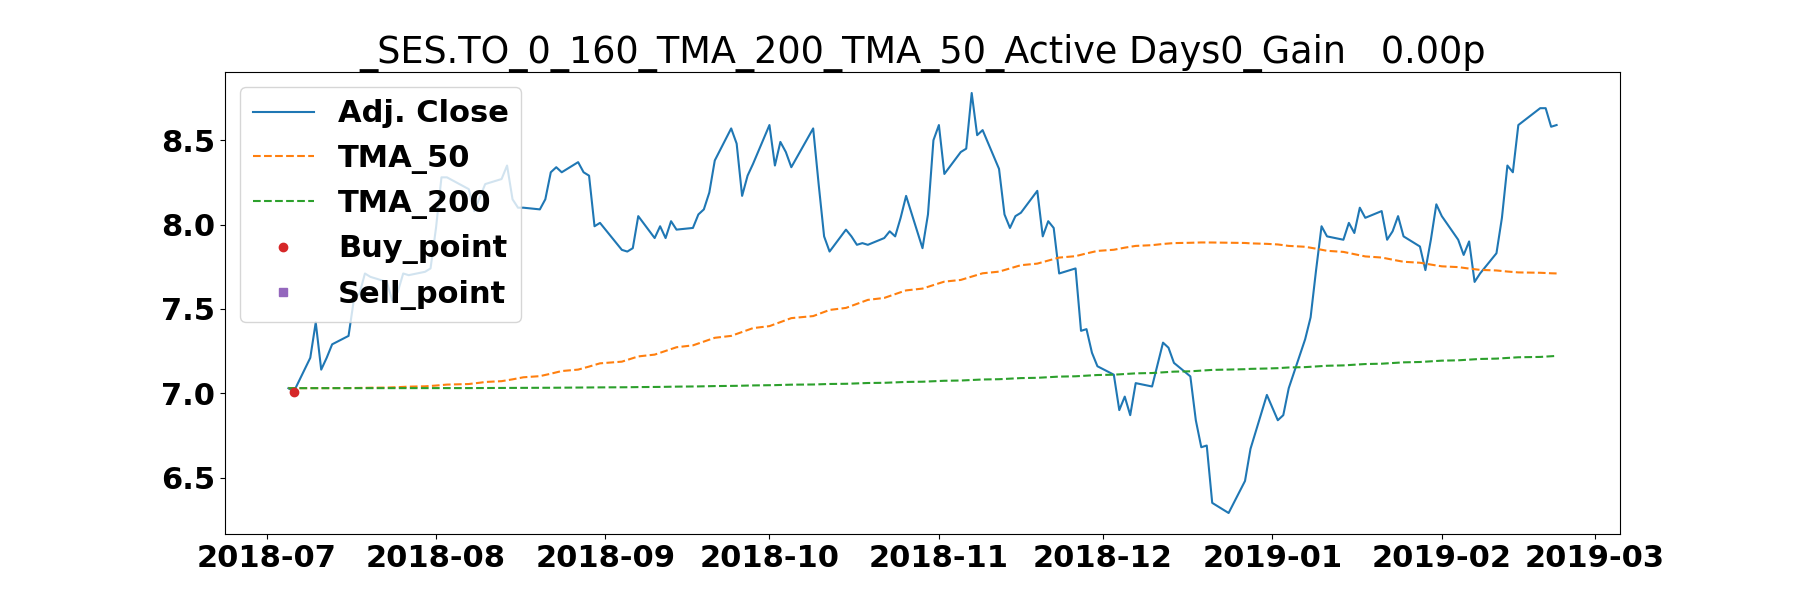 _SES.TO_0_160_TMA_200_TMA_50_Active Days0_Gain   0.00p
Adj. Close
TMA_50
TMA_200
Buy_point
Sell_point
8.5
8.0
7.5
7.0
6.5
2018-07 2018-08 2018-09 2018-10 2018-11 2018-12 2019-01 2019-02 2019-03